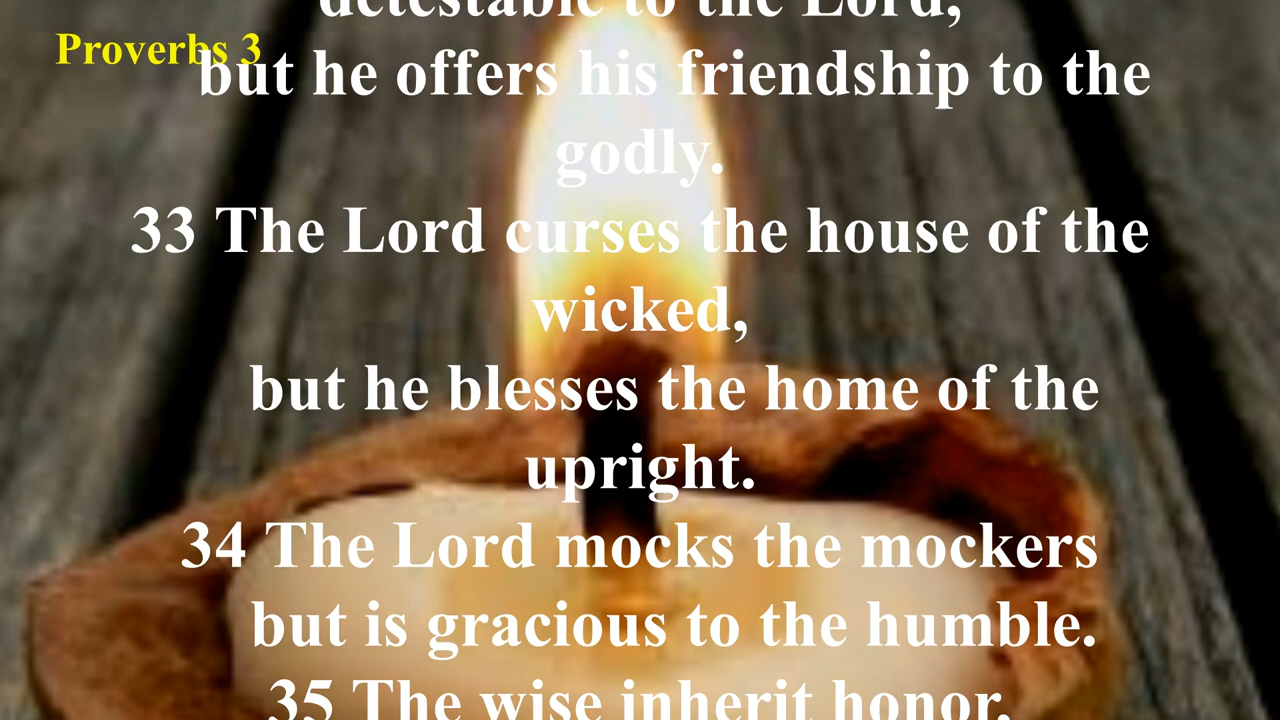 detestable to the Lord,
Proverbs 3
but he offers his friendship to the
godly.
33 The Lord curses the house of the
wicked,
but he blesses the home of the
upright.
34 The Lord mocks the mockers
but is gracious to the humble.
35 The wise inherit honor,